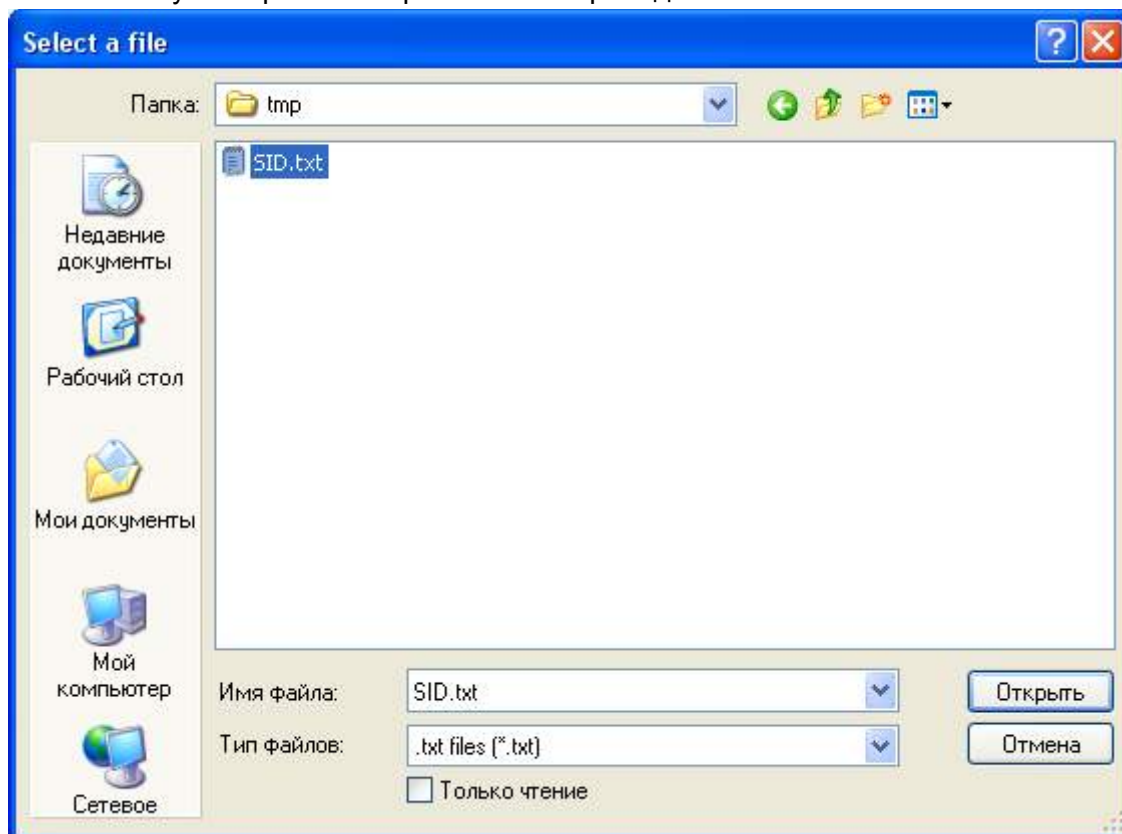 Select a file
Папка:
tmp
SID.txt
Недавние
документы
Рабочий стол
Мои документы
Мой
компьютер
Сетевое
Имя файла:
SID.txt
Открыть
Тип файлов:
.txt files (*.txt)
Отмена
Только чтение